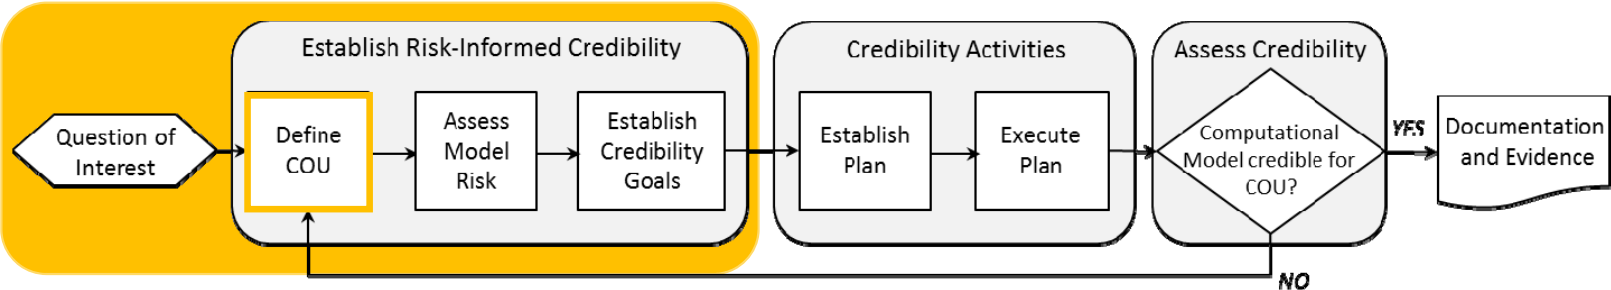 Establish Risk-Informed Credibility
Credibility Activities
Assess Credibility
Question of
Interest
Define
COU
Assess
Model
Risk
Establish
Credibility
Goals
Establish
Plan
Execute
Plan
Computational
Model credible for
COU?
YES
Documentation
and Evidence
NO